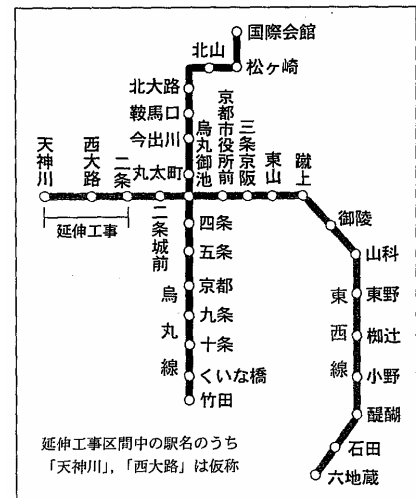 国際会館
北山
松ヶ崎
北大路
鞍馬口
今出川
丸太町
烏丸御池
京都市役所前
三条京阪
東山
蹴上
天神川
西大路
二条
二条城前
延伸工事
御陵
山科
東野
椥辻
小野
醍醐
石田
六地蔵
東西線
四条
五条
京都
九条
十条
くいな橋
竹田
烏丸線
延伸工事区間中の駅名のうち
「天神川」,「西大路」は仮称